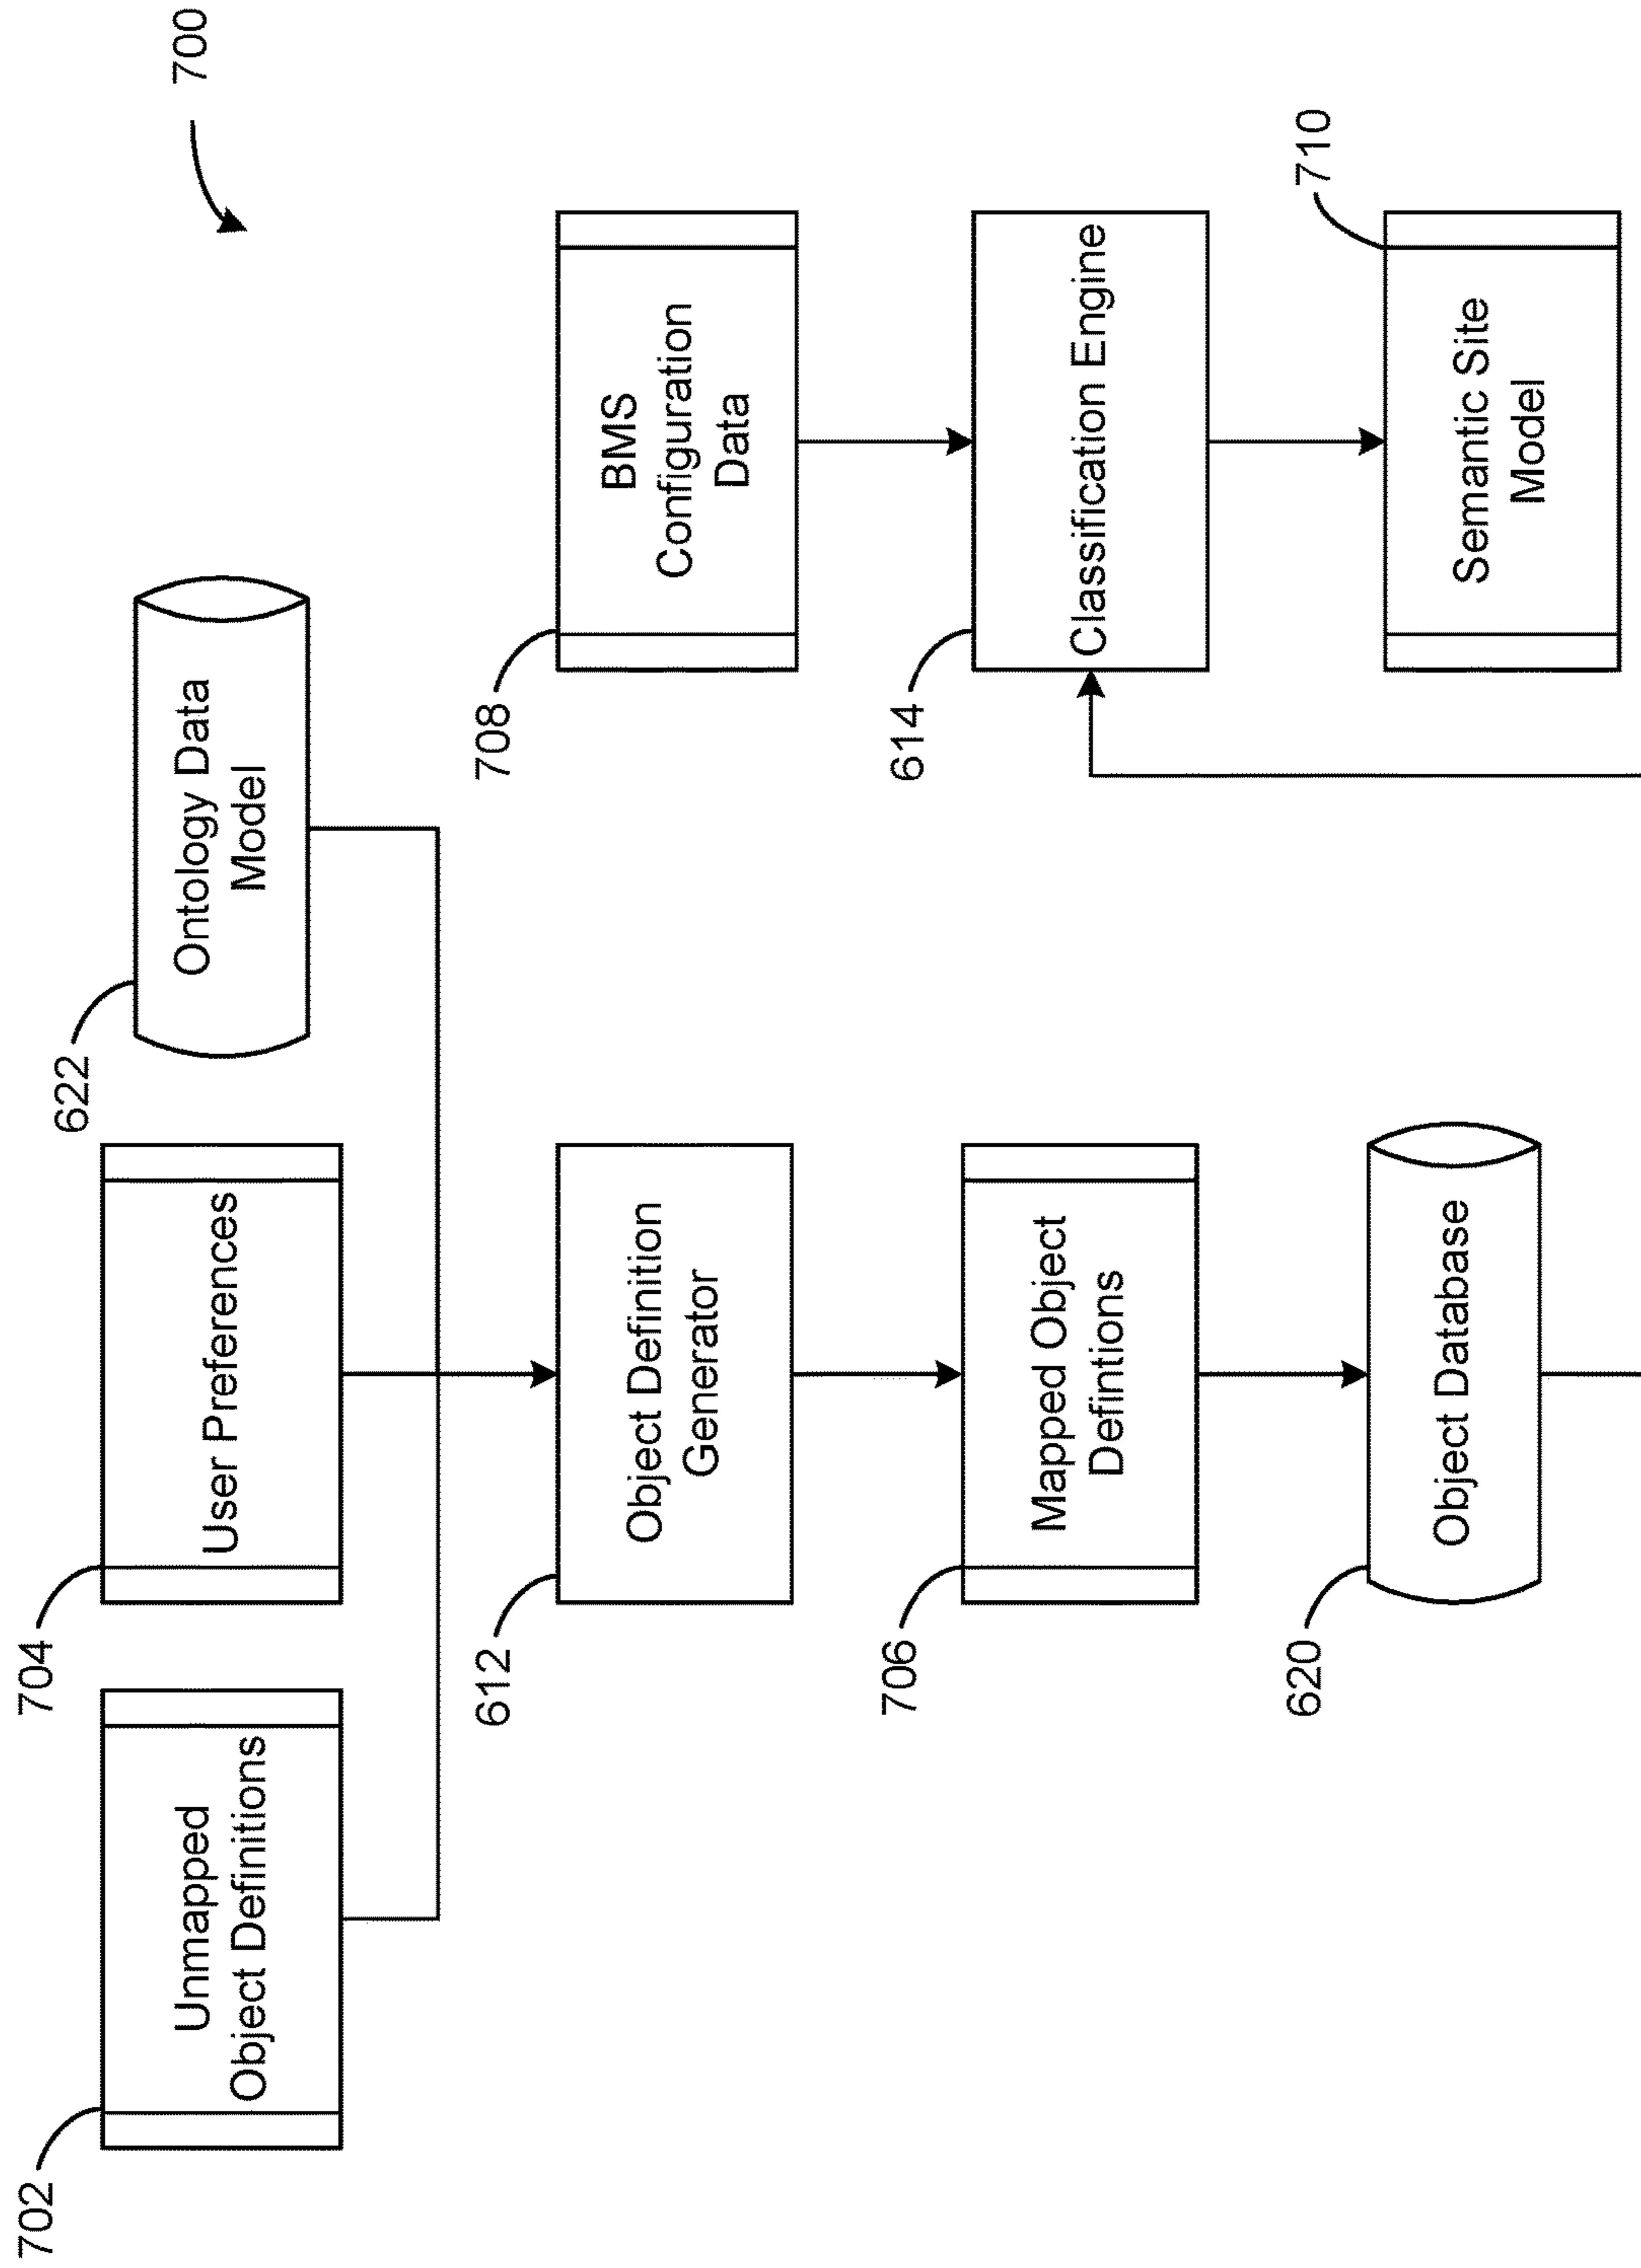 700
702
Unmapped
Object Definitions
704
User Preferences
622
Ontology Data
Model
612
Object Definition
Generator
708
BMS
Configuration
Data
706
Mapped Object
Defintions
614
Classification Engine
620
Object Database
710
Semantic Site
Model